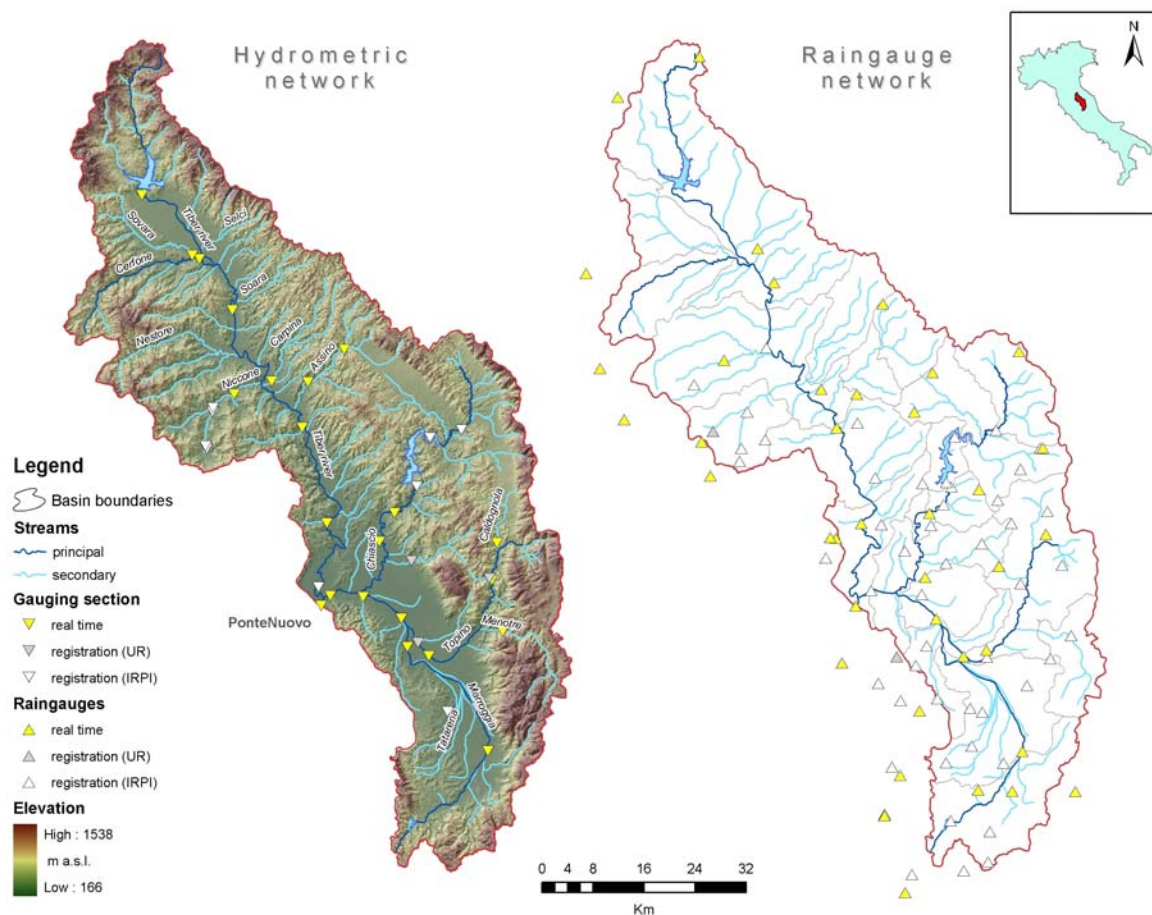 Hydrometric
network
Raingauge
network
N
Sovara
Tiber river
Selci
Cerfone
Soara
Nestore
Carpina
Assino
Niccone
Tiber river
Chiascio
Caldognola
PonteNuovo
Topino
Menotre
Marroggia
Tatarena
Legend
Basin boundaries
Streams
principal
secondary
Gauging section
real time
registration (UR)
registration (IRPI)
Raingauges
real time
registration (UR)
registration (IRPI)
Elevation
High : 1538
m a.s.l.
Low : 166
0 4 8 16 24 32
Km